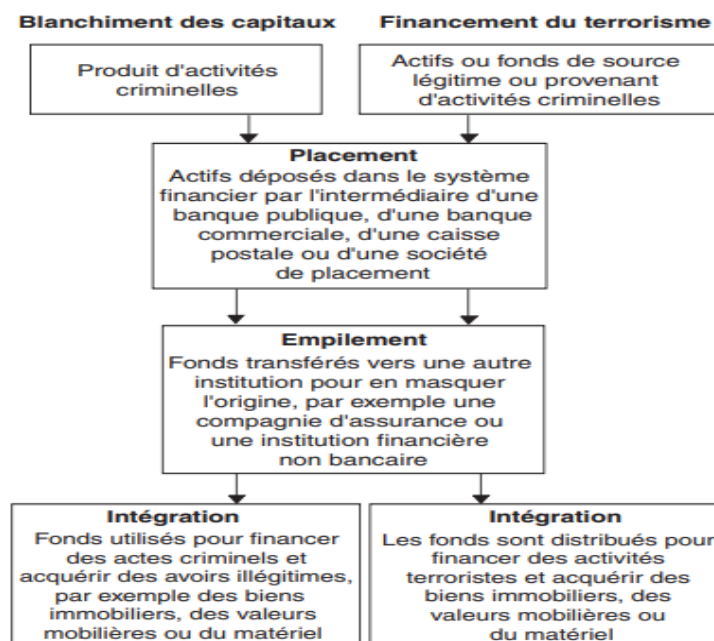 Blanchiment des capitaux
Financement du terrorisme
Produit d'activités
criminelles
Actifs ou fonds de source
légitime ou provenant
d'activités criminelles
Placement
Actifs déposés dans le système
financier par l'intermédiaire d'une
banque publique, d'une banque
commerciale, d'une caisse
postale ou d'une société
de placement
Empilement
Fonds transférés vers une autre
institution pour en masquer
l'origine, par exemple une
compagnie d'assurance ou
une institution financière
non bancaire
Intégration
Fonds utilisés pour financer
des actes criminels et
acquérir des avoirs illégitimes,
par exemple des biens
immobiliers, des valeurs
mobilières ou du matériel
Intégration
Les fonds sont distribués pour
financer des activités
terroristes et acquérir des
biens immobiliers, des
valeurs mobilières ou
du matériel